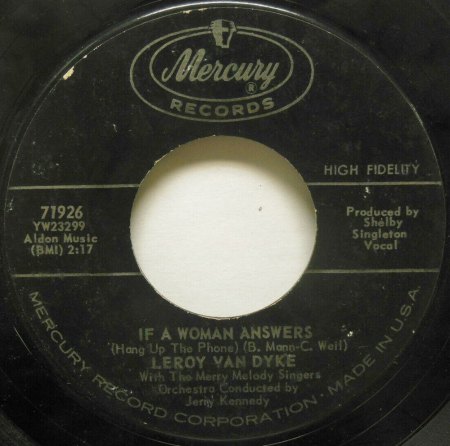 Mercury
®
RECORDS
HIGH FIDELITY
71926
YW23299
Aldon Music
(BMI) 2:17
Produced by
Shelby
Singleton
Vocal
IF A WOMAN ANSWERS
(Hang Up The Phone) (B. Mann-C. Weil)
LEROY VAN DYKE
With The Merry Melody Singers
Orchestra Conducted by
Jerry Kennedy
MERCURY RECORD CORPORATION - MADE IN U.S.A.